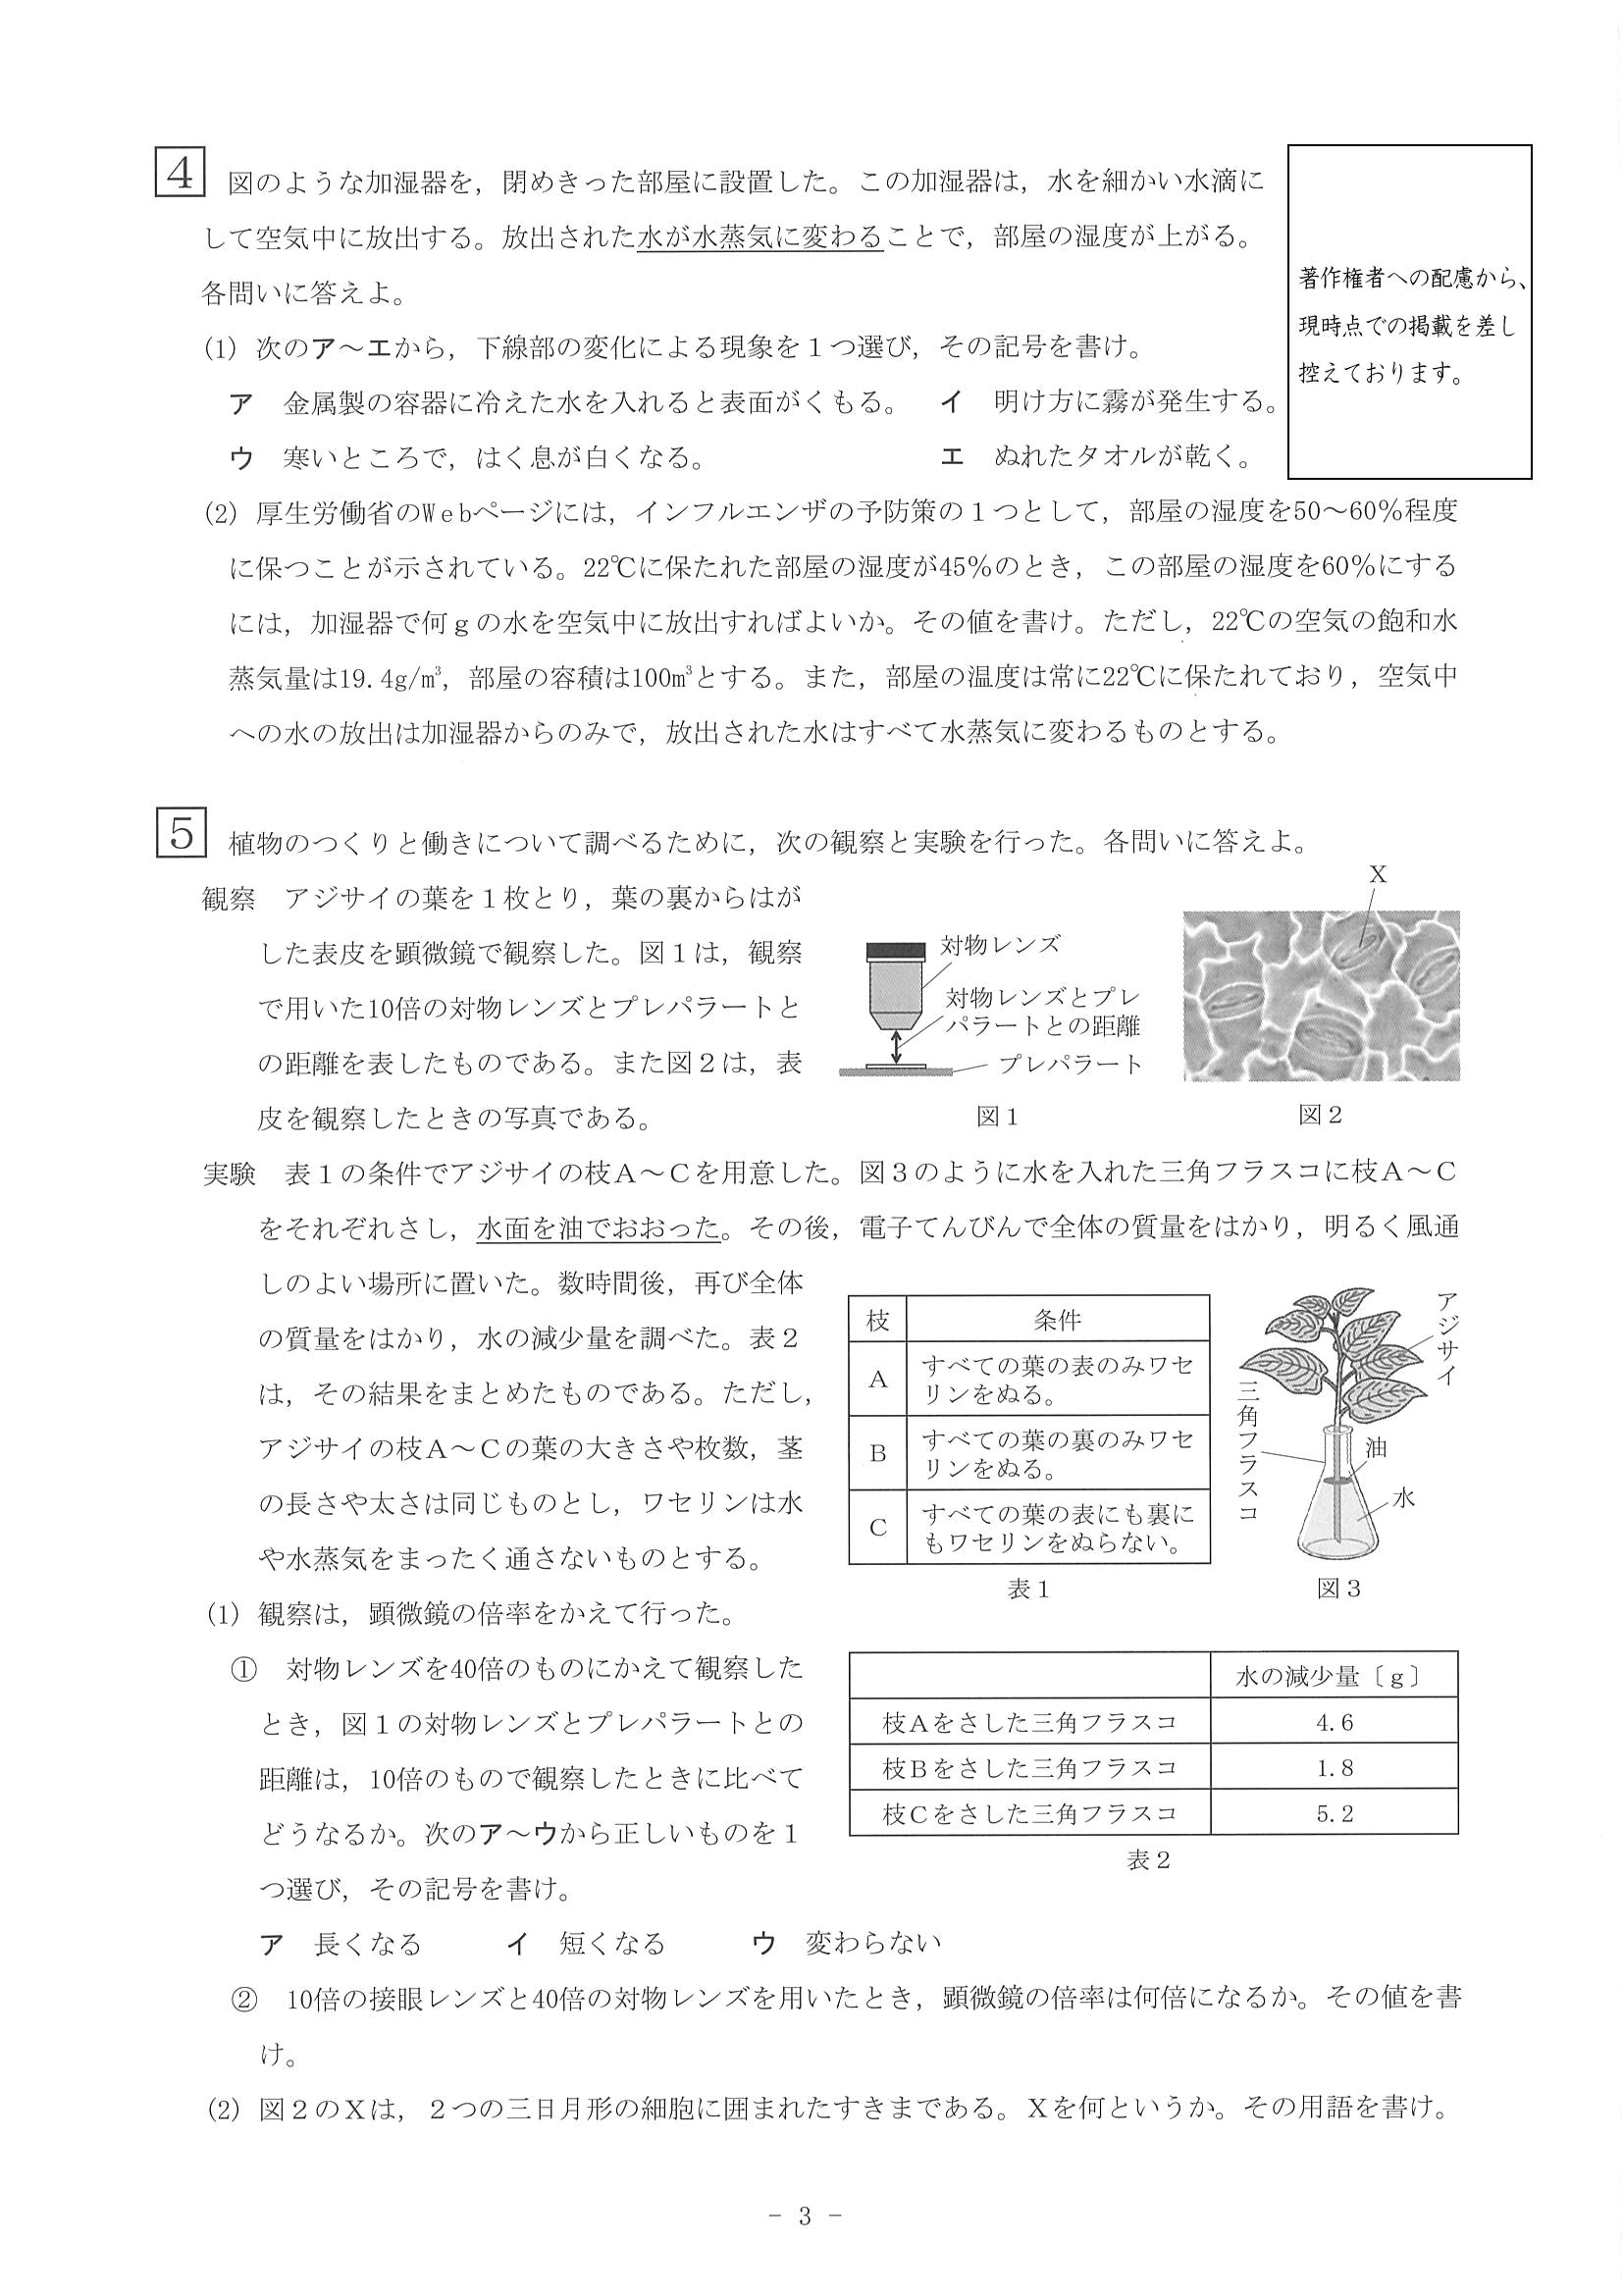 4 図のような加湿器を，閉めきった部屋に設置した。この加湿器は，水を細かい水滴に
して空気中に放出する。放出された水が水蒸気に変わることで，部屋の湿度が上がる。
各問いに答えよ。
(1) 次のア～エから，下線部の変化による現象を１つ選び，その記号を書け。
ア 金属製の容器に冷えた水を入れると表面がくもる。 イ 明け方に霧が発生する。
ウ 寒いところで，はく息が白くなる。 エ ぬれたタオルが乾く。
著作権者への配慮から、
現時点での掲載を差し
控えております。
(2) 厚生労働省のWebページには，インフルエンザの予防策の１つとして，部屋の湿度を50～60％程度
に保つことが示されている。22℃に保たれた部屋の湿度が45％のとき，この部屋の湿度を60％にする
には，加湿器で何ｇの水を空気中に放出すればよいか。その値を書け。ただし，22℃の空気の飽和水
蒸気量は19.4g/m³，部屋の容積は100m³とする。また，部屋の温度は常に22℃に保たれており，空気中
への水の放出は加湿器からのみで，放出された水はすべて水蒸気に変わるものとする。
5 植物のつくりと働きについて調べるために，次の観察と実験を行った。各問いに答えよ。
観察 アジサイの葉を１枚とり，葉の裏からはが
した表皮を顕微鏡で観察した。図１は，観察
で用いた10倍の対物レンズとプレパラートと
の距離を表したものである。また図２は，表
皮を観察したときの写真である。
対物レンズ
対物レンズとプレ
パラートとの距離
プレパラート
図１
X
図２
実験 表１の条件でアジサイの枝Ａ～Ｃを用意した。図３のように水を入れた三角フラスコに枝Ａ～Ｃ
をそれぞれさし，水面を油でおおった。その後，電子てんびんで全体の質量をはかり，明るく風通
しのよい場所に置いた。数時間後，再び全体
の質量をはかり，水の減少量を調べた。表２
は，その結果をまとめたものである。ただし，
アジサイの枝Ａ～Ｃの葉の大きさや枚数，茎
の長さや太さは同じものとし，ワセリンは水
や水蒸気をまったく通さないものとする。
枝 条件
A すべての葉の表のみワセ
リンをぬる。
B すべての葉の裏のみワセ
リンをぬる。
C すべての葉の表にも裏に
もワセリンをぬらない。
表１
アジサイ
三角フラスコ
油
水
図３
(1) 観察は，顕微鏡の倍率をかえて行った。
① 対物レンズを40倍のものにかえて観察した
とき，図１の対物レンズとプレパラートとの
距離は，10倍のもので観察したときに比べて
どうなるか。次のア～ウから正しいものを１
つ選び，その記号を書け。
ア 長くなる イ 短くなる ウ 変わらない
水の減少量〔ｇ〕
枝Ａをさした三角フラスコ 4.6
枝Ｂをさした三角フラスコ 1.8
枝Ｃをさした三角フラスコ 5.2
表２
② 10倍の接眼レンズと40倍の対物レンズを用いたとき，顕微鏡の倍率は何倍になるか。その値を書
け。
(2) 図２のＸは，２つの三日月形の細胞に囲まれたすきまである。Ｘを何というか。その用語を書け。
－ 3 －